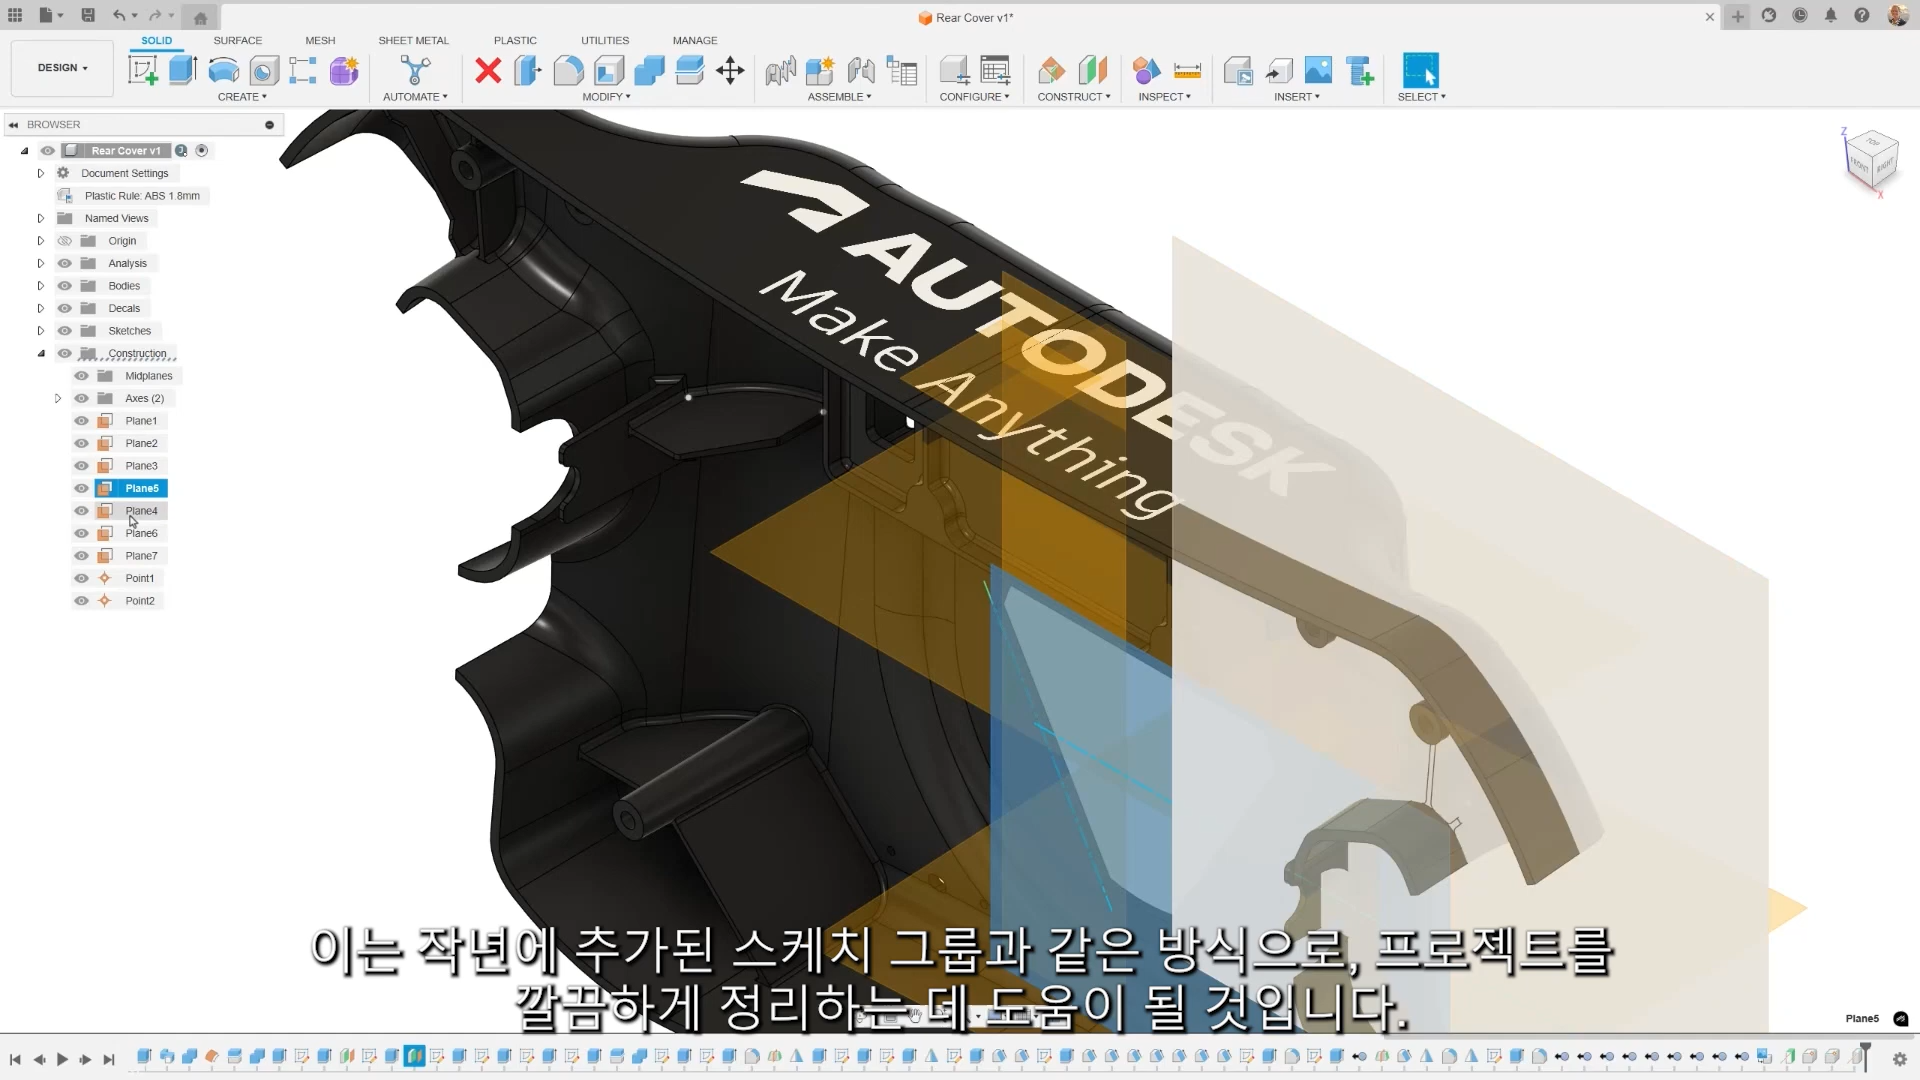 Rear Cover v1*
DESIGN
SOLID
SURFACE
MESH
SHEET METAL
PLASTIC
UTILITIES
MANAGE
CREATE
AUTOMATE
MODIFY
ASSEMBLE
CONFIGURE
CONSTRUCT
INSPECT
INSERT
SELECT
BROWSER
Rear Cover v1
Document Settings
Plastic Rule: ABS 1.8mm
Named Views
Origin
Analysis
Bodies
Decals
Sketches
Construction
Midplanes
Axes (2)
Plane1
Plane2
Plane3
Plane5
Plane4
Plane6
Plane7
Point1
Point2
Z
TOP
FRONT
RIGHT
X
AUTODESK
Make Anything
이는 작년에 추가된 스케치 그룹과 같은 방식으로, 프로젝트를
깔끔하게 정리하는 데 도움이 될 것입니다.
Plane5